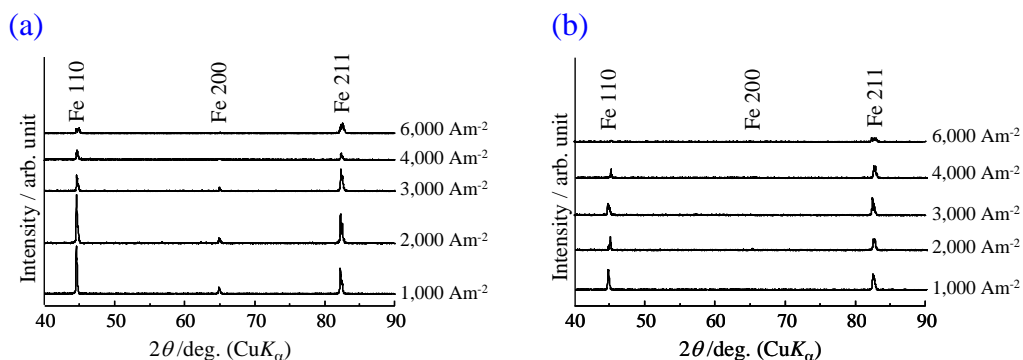 (a)
Fe 110
Fe 200
Fe 211
6,000 Am-2
4,000 Am-2
3,000 Am-2
2,000 Am-2
1,000 Am-2
Intensity / arb. unit
40 50 60 70 80 90
2θ /deg. (CuKα)
(b)
Fe 110
Fe 200
Fe 211
6,000 Am-2
4,000 Am-2
3,000 Am-2
2,000 Am-2
1,000 Am-2
Intensity / arb. unit
40 50 60 70 80 90
2θ /deg. (CuKα)